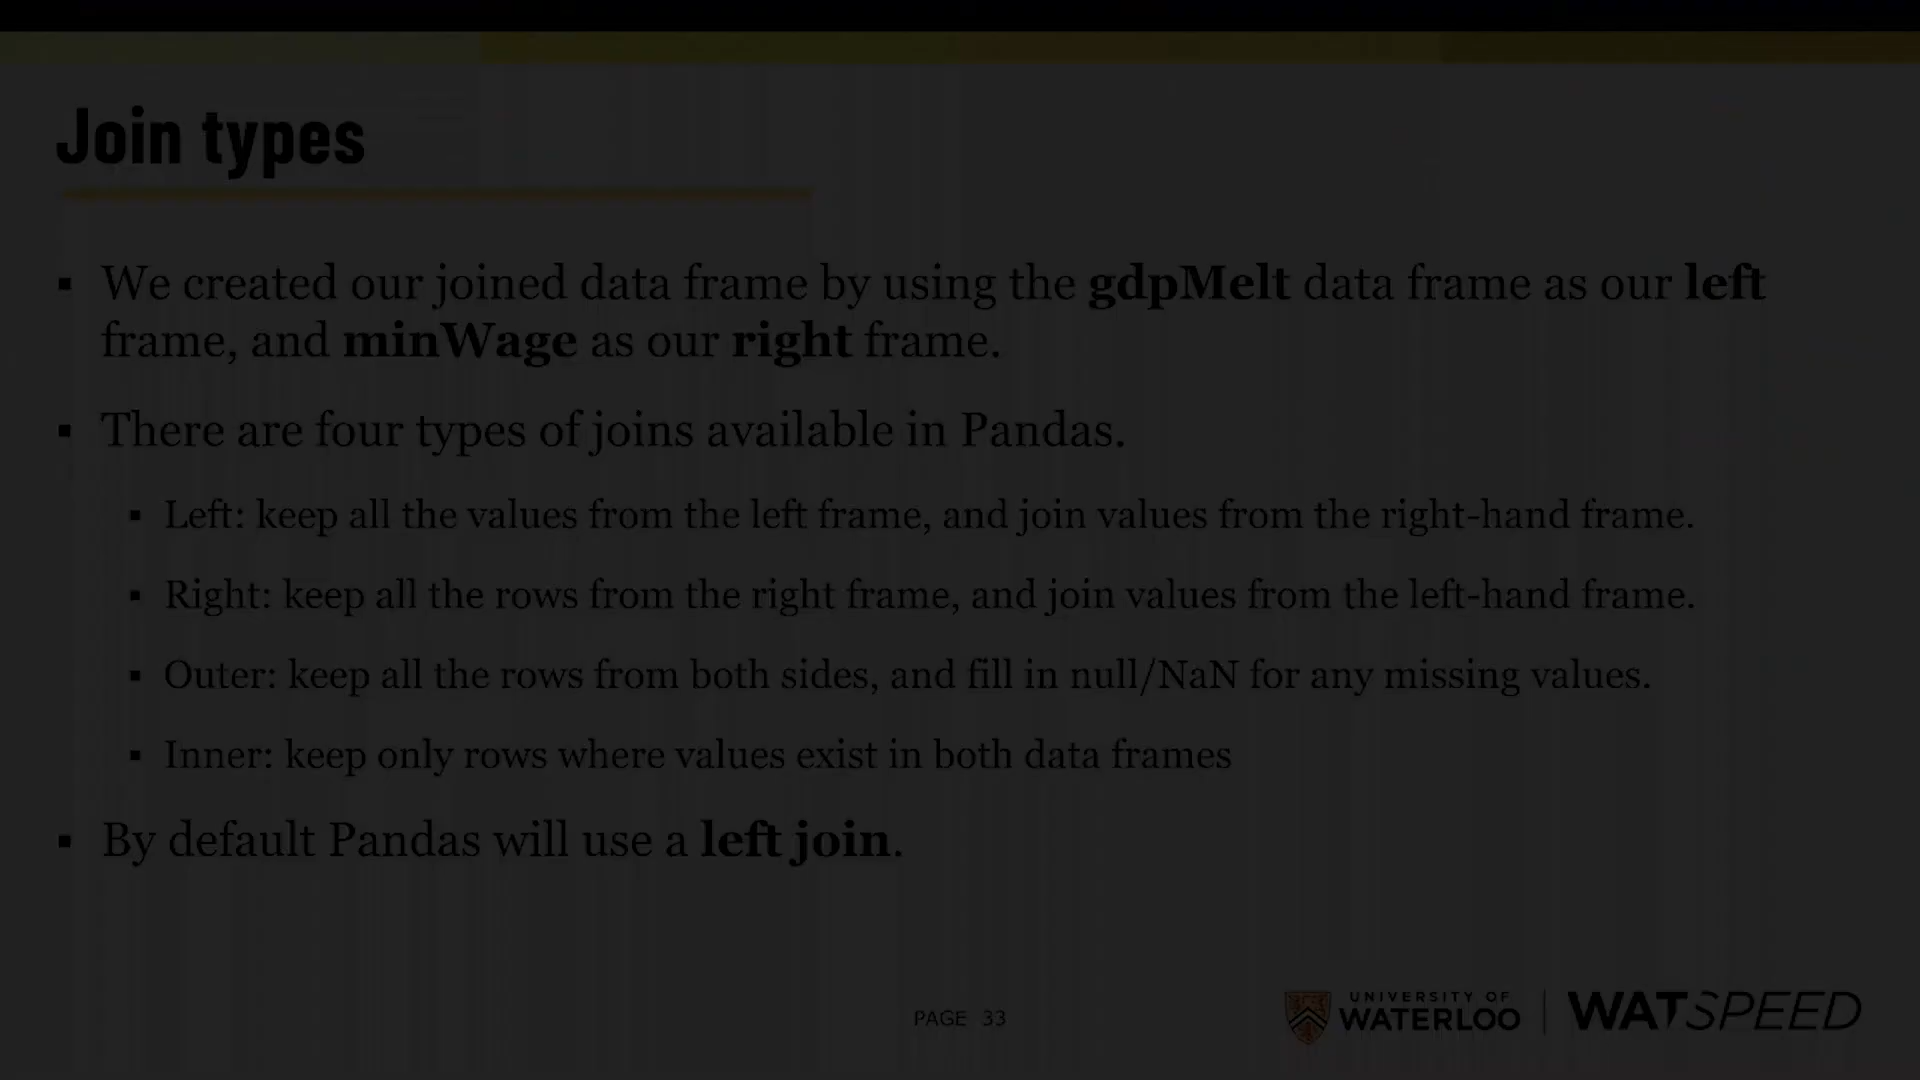 Join types
▪ We created our joined data frame by using the gdpMelt data frame as our left
frame, and minWage as our right frame.
▪ There are four types of joins available in Pandas.
▪ Left: keep all the values from the left frame, and join values from the right-hand frame.
▪ Right: keep all the rows from the right frame, and join values from the left-hand frame.
▪ Outer: keep all the rows from both sides, and fill in null/NaN for any missing values.
▪ Inner: keep only rows where values exist in both data frames
▪ By default Pandas will use a left join.
PAGE 33
UNIVERSITY OF
WATERLOO
WATSPEED